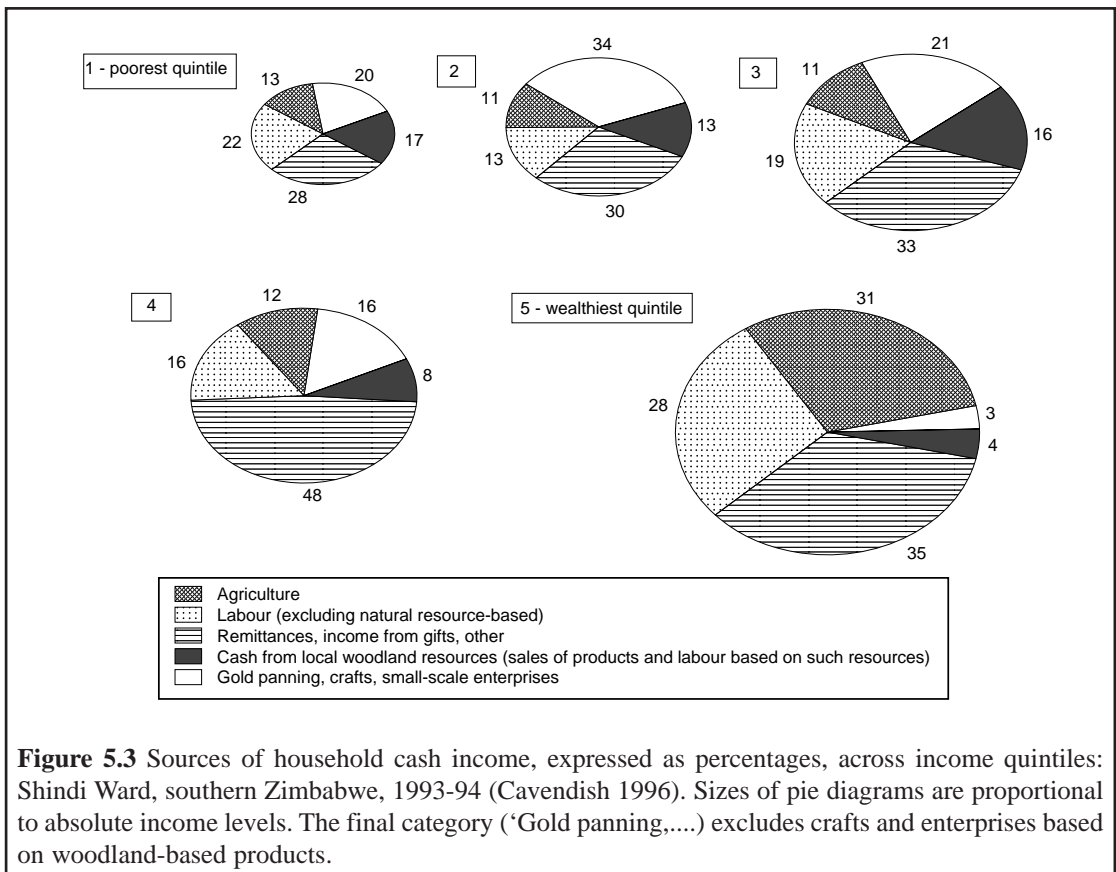 1 - poorest quintile
13
20
17
28
22
2
34
13
30
13
11
3
21
16
33
19
11
4
12
16
8
48
16
5 - wealthiest quintile
31
3
4
35
28
Agriculture
Labour (excluding natural resource-based)
Remittances, income from gifts, other
Cash from local woodland resources (sales of products and labour based on such resources)
Gold panning, crafts, small-scale enterprises
Figure 5.3 Sources of household cash income, expressed as percentages, across income quintiles:
Shindi Ward, southern Zimbabwe, 1993-94 (Cavendish 1996). Sizes of pie diagrams are proportional
to absolute income levels. The final category (‘Gold panning,....) excludes crafts and enterprises based
on woodland-based products.